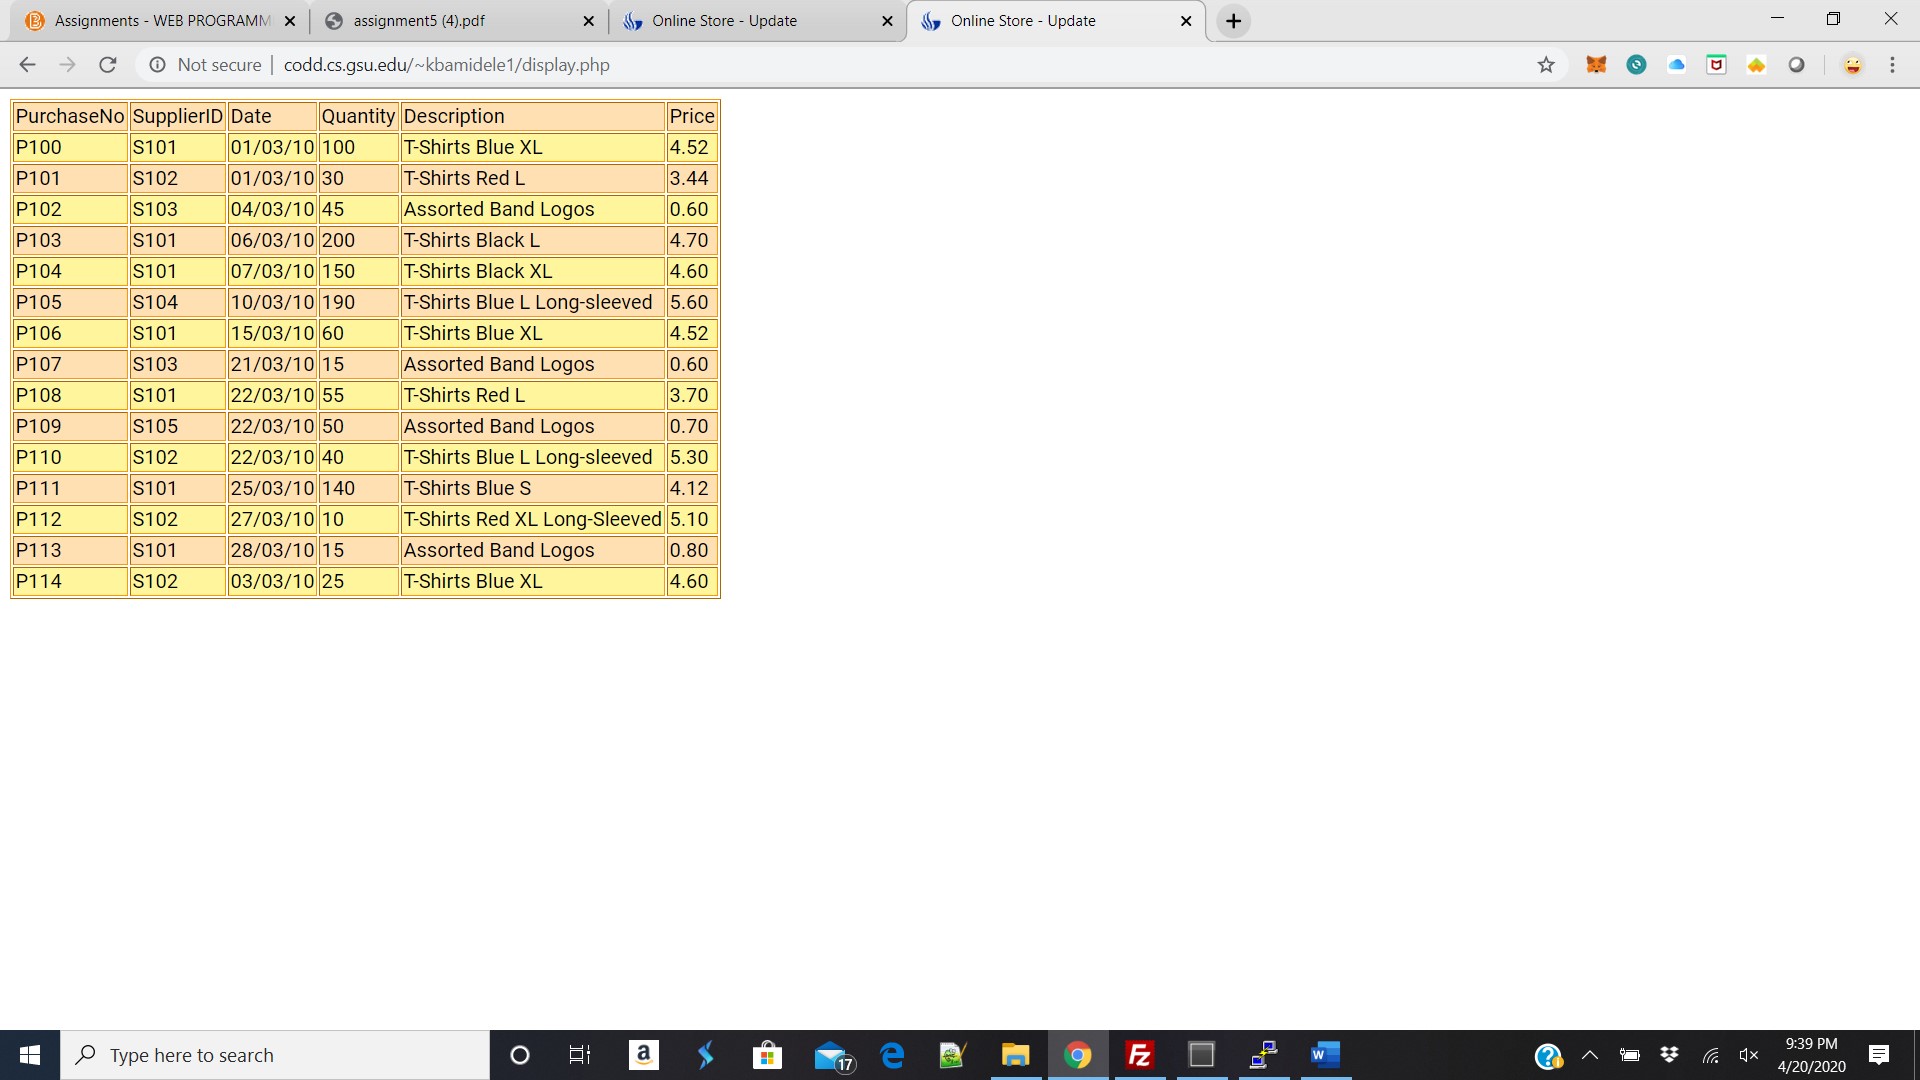 Assignments - WEB PROGRAMM
assignment5 (4).pdf
Online Store - Update
Online Store - Update
Not secure | codd.cs.gsu.edu/~kbamidele1/display.php
PurchaseNo SupplierID Date Quantity Description Price
P100 S101 01/03/10 100 T-Shirts Blue XL 4.52
P101 S102 01/03/10 30 T-Shirts Red L 3.44
P102 S103 04/03/10 45 Assorted Band Logos 0.60
P103 S101 06/03/10 200 T-Shirts Black L 4.70
P104 S101 07/03/10 150 T-Shirts Black XL 4.60
P105 S104 10/03/10 190 T-Shirts Blue L Long-sleeved 5.60
P106 S101 15/03/10 60 T-Shirts Blue XL 4.52
P107 S103 21/03/10 15 Assorted Band Logos 0.60
P108 S101 22/03/10 55 T-Shirts Red L 3.70
P109 S105 22/03/10 50 Assorted Band Logos 0.70
P110 S102 22/03/10 40 T-Shirts Blue L Long-sleeved 5.30
P111 S101 25/03/10 140 T-Shirts Blue S 4.12
P112 S102 27/03/10 10 T-Shirts Red XL Long-Sleeved 5.10
P113 S101 28/03/10 15 Assorted Band Logos 0.80
P114 S102 03/03/10 25 T-Shirts Blue XL 4.60
Type here to search
17
9:39 PM
4/20/2020